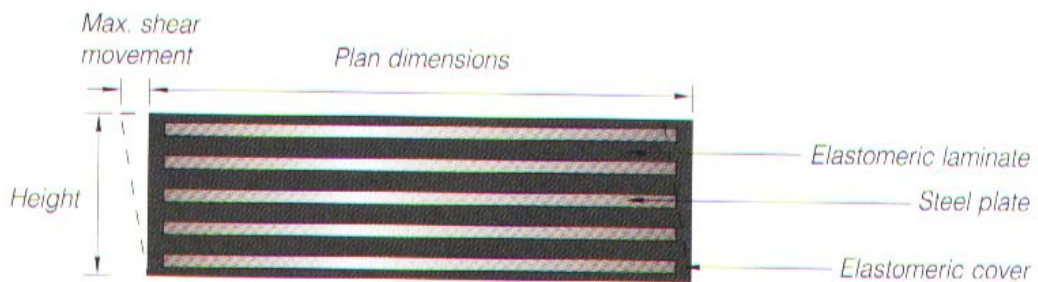 Max. shear
movement
Plan dimensions
Elastomeric laminate
Height
Steel plate
Elastomeric cover